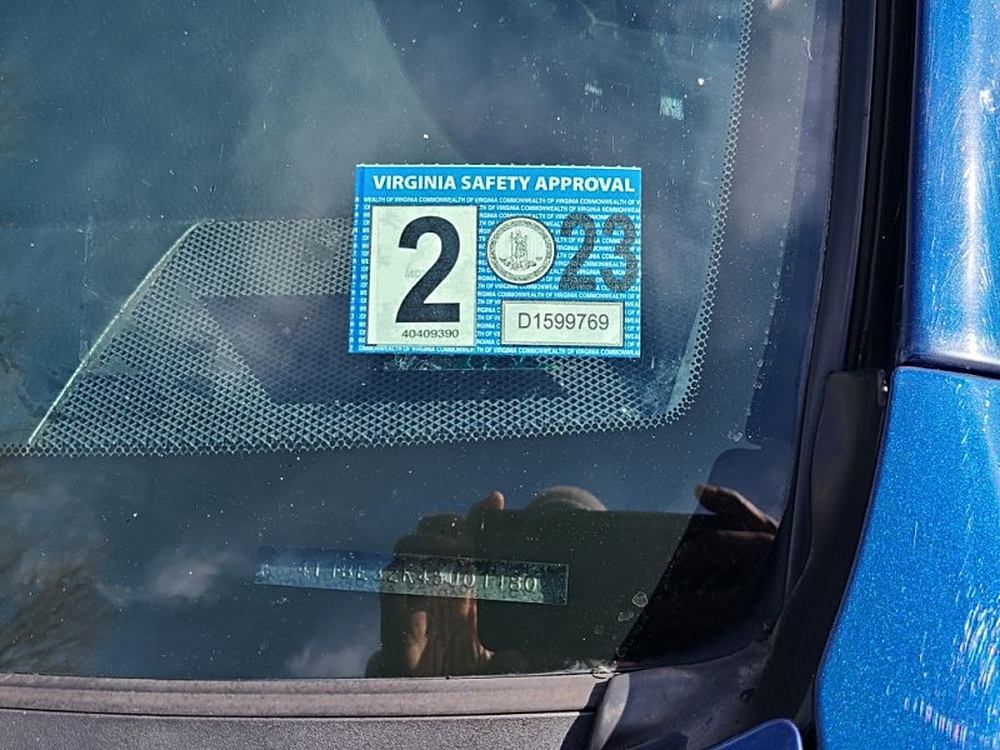 VIRGINIA SAFETY APPROVAL
2
23
40409390
D1599769